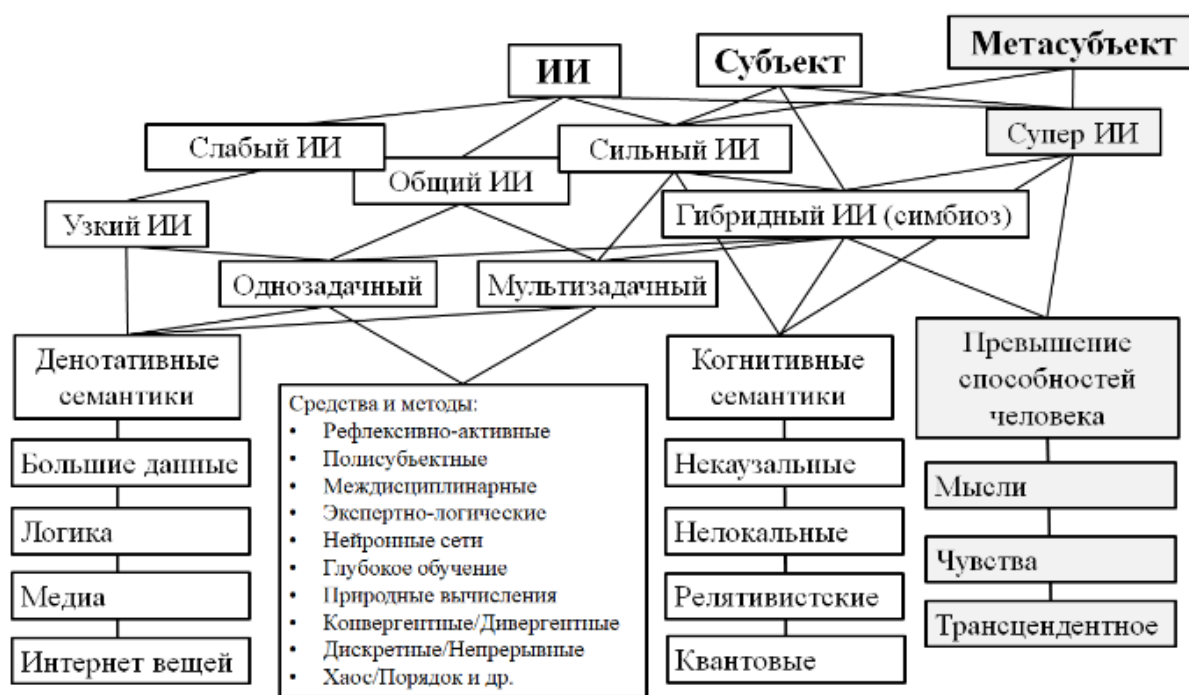 Метасубъект
ИИ
Субъект
Слабый ИИ
Сильный ИИ
Супер ИИ
Общий ИИ
Узкий ИИ
Гибридный ИИ (симбиоз)
Однозадачный
Мультизадачный
Денотативные
семантики
Большие данные
Логика
Медиа
Интернет вещей
Средства и методы:
• Рефлексивно-активные
• Полисубъектные
• Междисциплинарные
• Экспертно-логические
• Нейронные сети
• Глубокое обучение
• Природные вычисления
• Конвергентные/Дивергентные
• Дискретные/Непрерывные
• Хаос/Порядок и др.
Когнитивные
семантики
Некаузальные
Нелокальные
Релятивистские
Квантовые
Превышение
способностей
человека
Мысли
Чувства
Трансцендентное